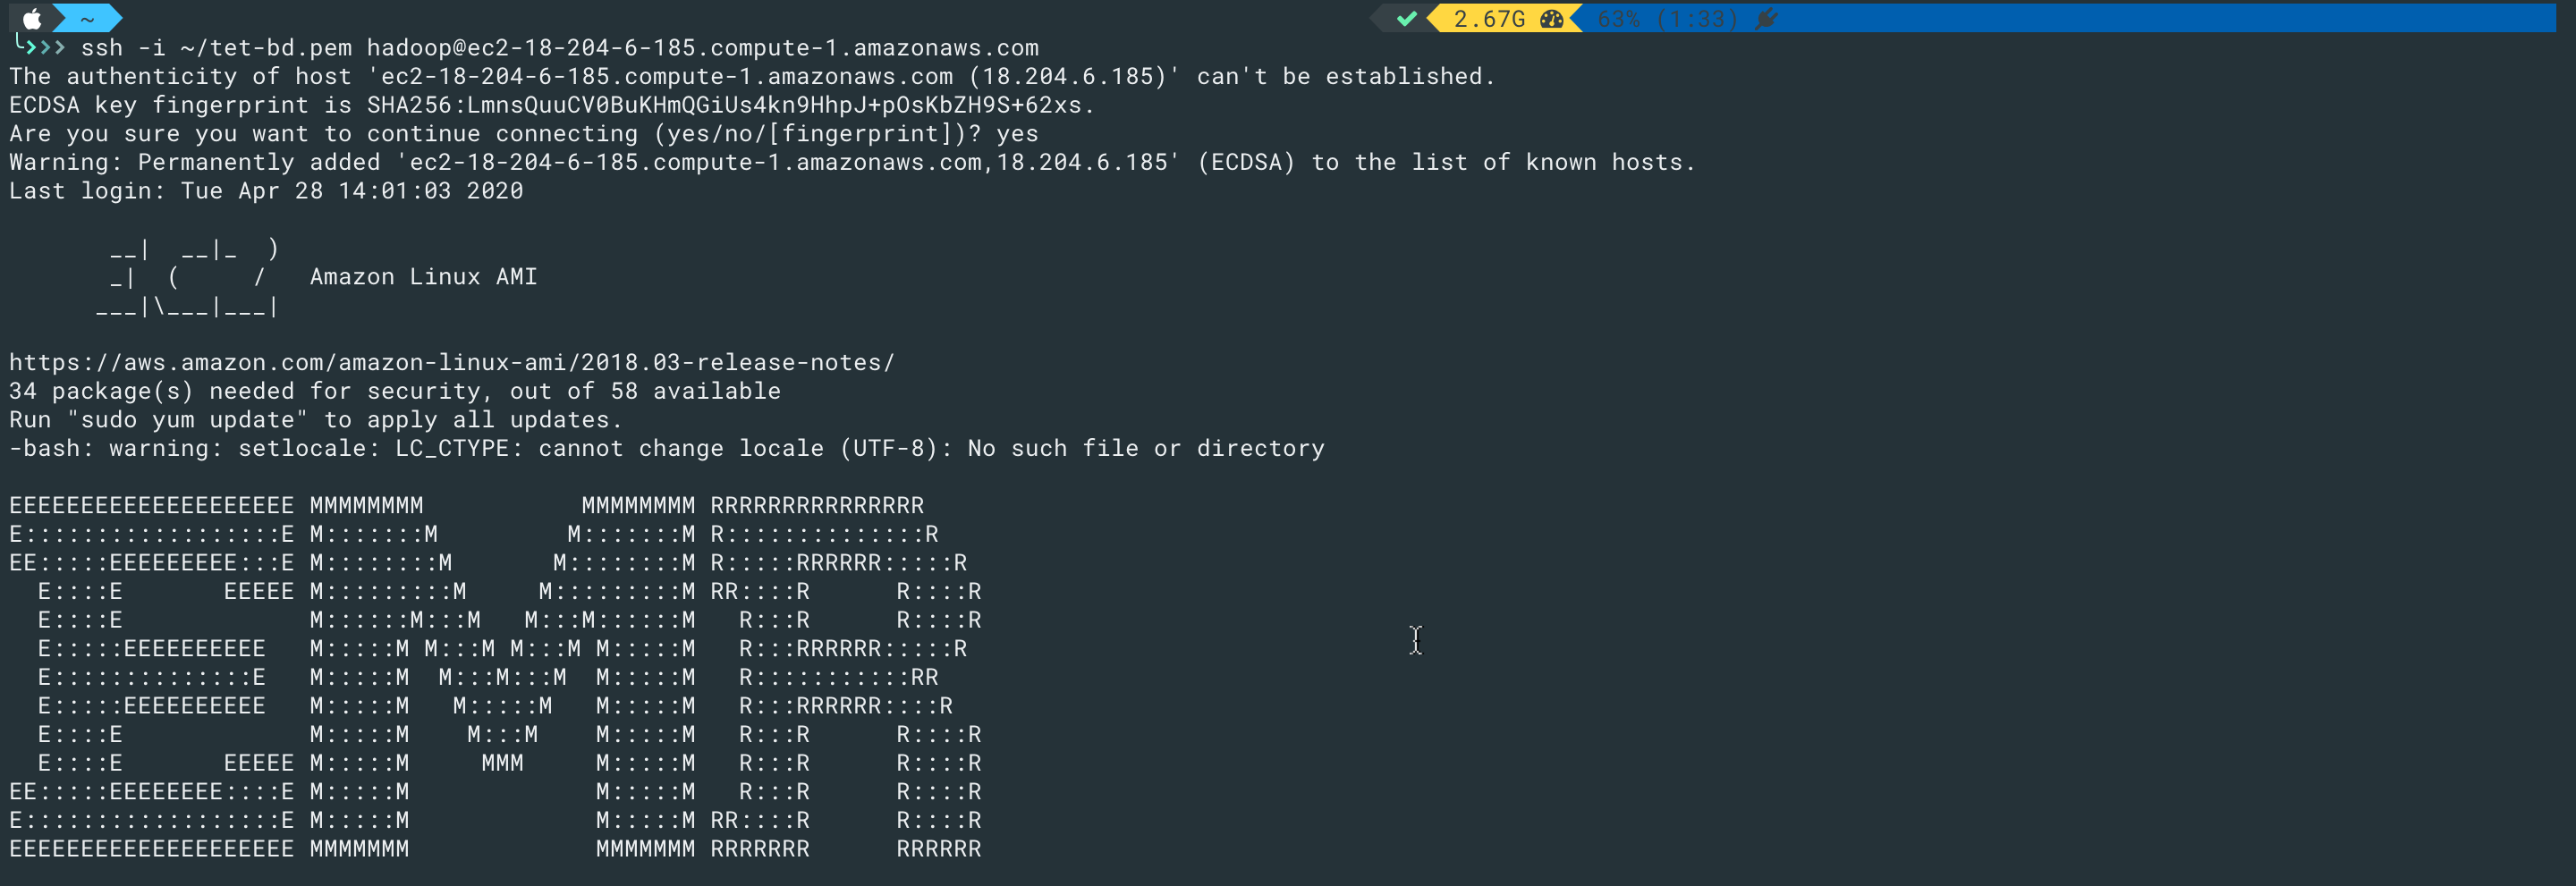 ~ 2.67G 63% (1:33)
ssh -i ~/tet-bd.pem hadoop@ec2-18-204-6-185.compute-1.amazonaws.com
The authenticity of host 'ec2-18-204-6-185.compute-1.amazonaws.com (18.204.6.185)' can't be established.
ECDSA key fingerprint is SHA256:LmnsQuuCV0BuKHmQGiUs4kn9HhpJ+pOsKbZH9S+62xs.
Are you sure you want to continue connecting (yes/no/[fingerprint])? yes
Warning: Permanently added 'ec2-18-204-6-185.compute-1.amazonaws.com,18.204.6.185' (ECDSA) to the list of known hosts.
Last login: Tue Apr 28 14:01:03 2020

       __|  __|_  )
       _|  (     /   Amazon Linux AMI
      ___|\___|___|

https://aws.amazon.com/amazon-linux-ami/2018.03-release-notes/
34 package(s) needed for security, out of 58 available
Run "sudo yum update" to apply all updates.
-bash: warning: setlocale: LC_CTYPE: cannot change locale (UTF-8): No such file or directory

EEEEEEEEEEEEEEEEEEEE MMMMMMMM           MMMMMMMM RRRRRRRRRRRRRRR
E::::::::::::::::::E M:::::::M         M:::::::M R::::::::::::::R
EE:::::EEEEEEEEE:::E M::::::::M       M::::::::M R:::::RRRRRR:::::R
  E::::E       EEEEE M:::::::::M     M:::::::::M RR::::R      R::::R
  E::::E             M::::::M:::M   M:::M::::::M   R:::R      R::::R
  E:::::EEEEEEEEEE   M:::::M M:::M M:::M M:::::M   R:::RRRRRR:::::R
  E::::::::::::::E   M:::::M  M:::M:::M  M:::::M   R:::::::::::RR
  E:::::EEEEEEEEEE   M:::::M   M:::::M   M:::::M   R:::RRRRRR::::R
  E::::E             M:::::M    M:::M    M:::::M   R:::R      R::::R
  E::::E       EEEEE M:::::M     MMM     M:::::M   R:::R      R::::R
EE:::::EEEEEEEE::::E M:::::M             M:::::M   R:::R      R::::R
E::::::::::::::::::E M:::::M             M:::::M RR::::R      R::::R
EEEEEEEEEEEEEEEEEEEE MMMMMMM             MMMMMMM RRRRRRR      RRRRRR